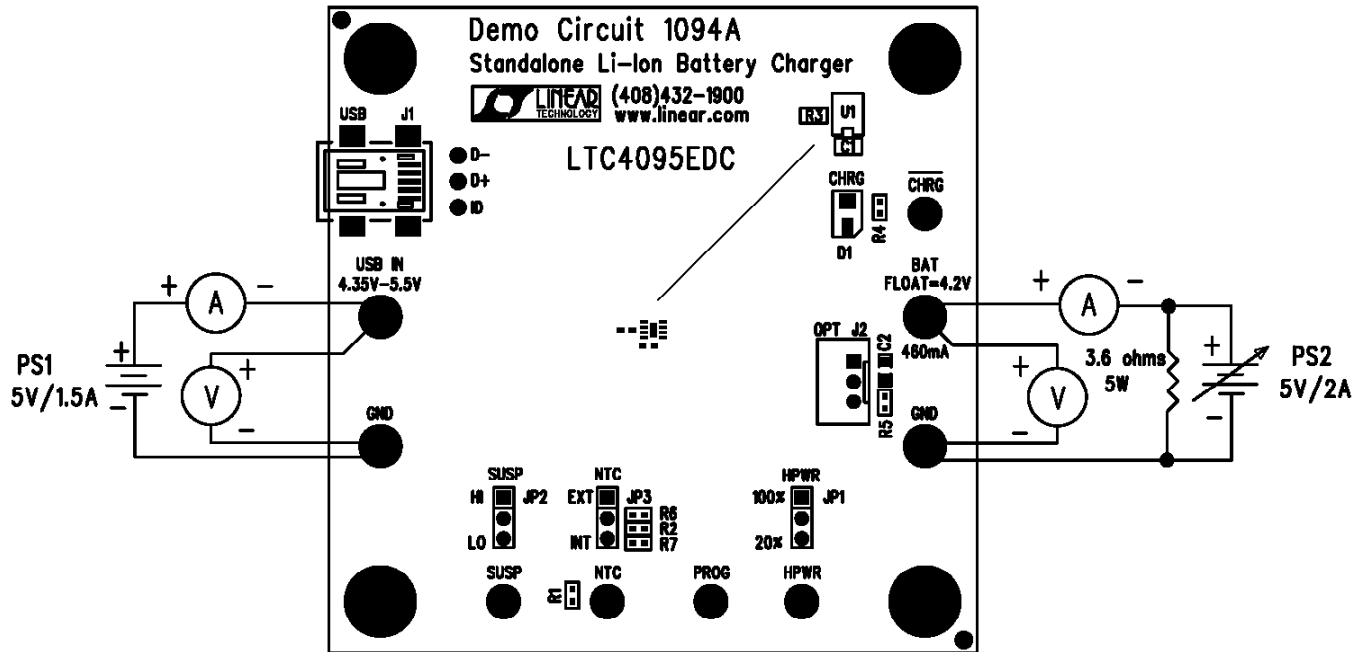 Demo Circuit 1094A
Standalone Li-Ion Battery Charger
LINEAR
TECHNOLOGY
(408)432-1900
www.linear.com
LTC4095EDC
USB J1
D-
D+
ID
R3
U1
C1
CHRG
CHRG
R4
D1
USB IN
4.35V-5.5V
BAT
FLOAT=4.2V
+ A -
+ A -
PS1
5V/1.5A
+
-
+
V
-
OPT J2
C2
460mA
R5
3.6 ohms
5W
+
V
-
+
-
PS2
5V/2A
GND
GND
SUSP
HI
JP2
LO
NTC
EXT
JP3
INT
R6
R2
R7
HPWR
100%
JP1
20%
SUSP
R1
NTC
PROG
HPWR